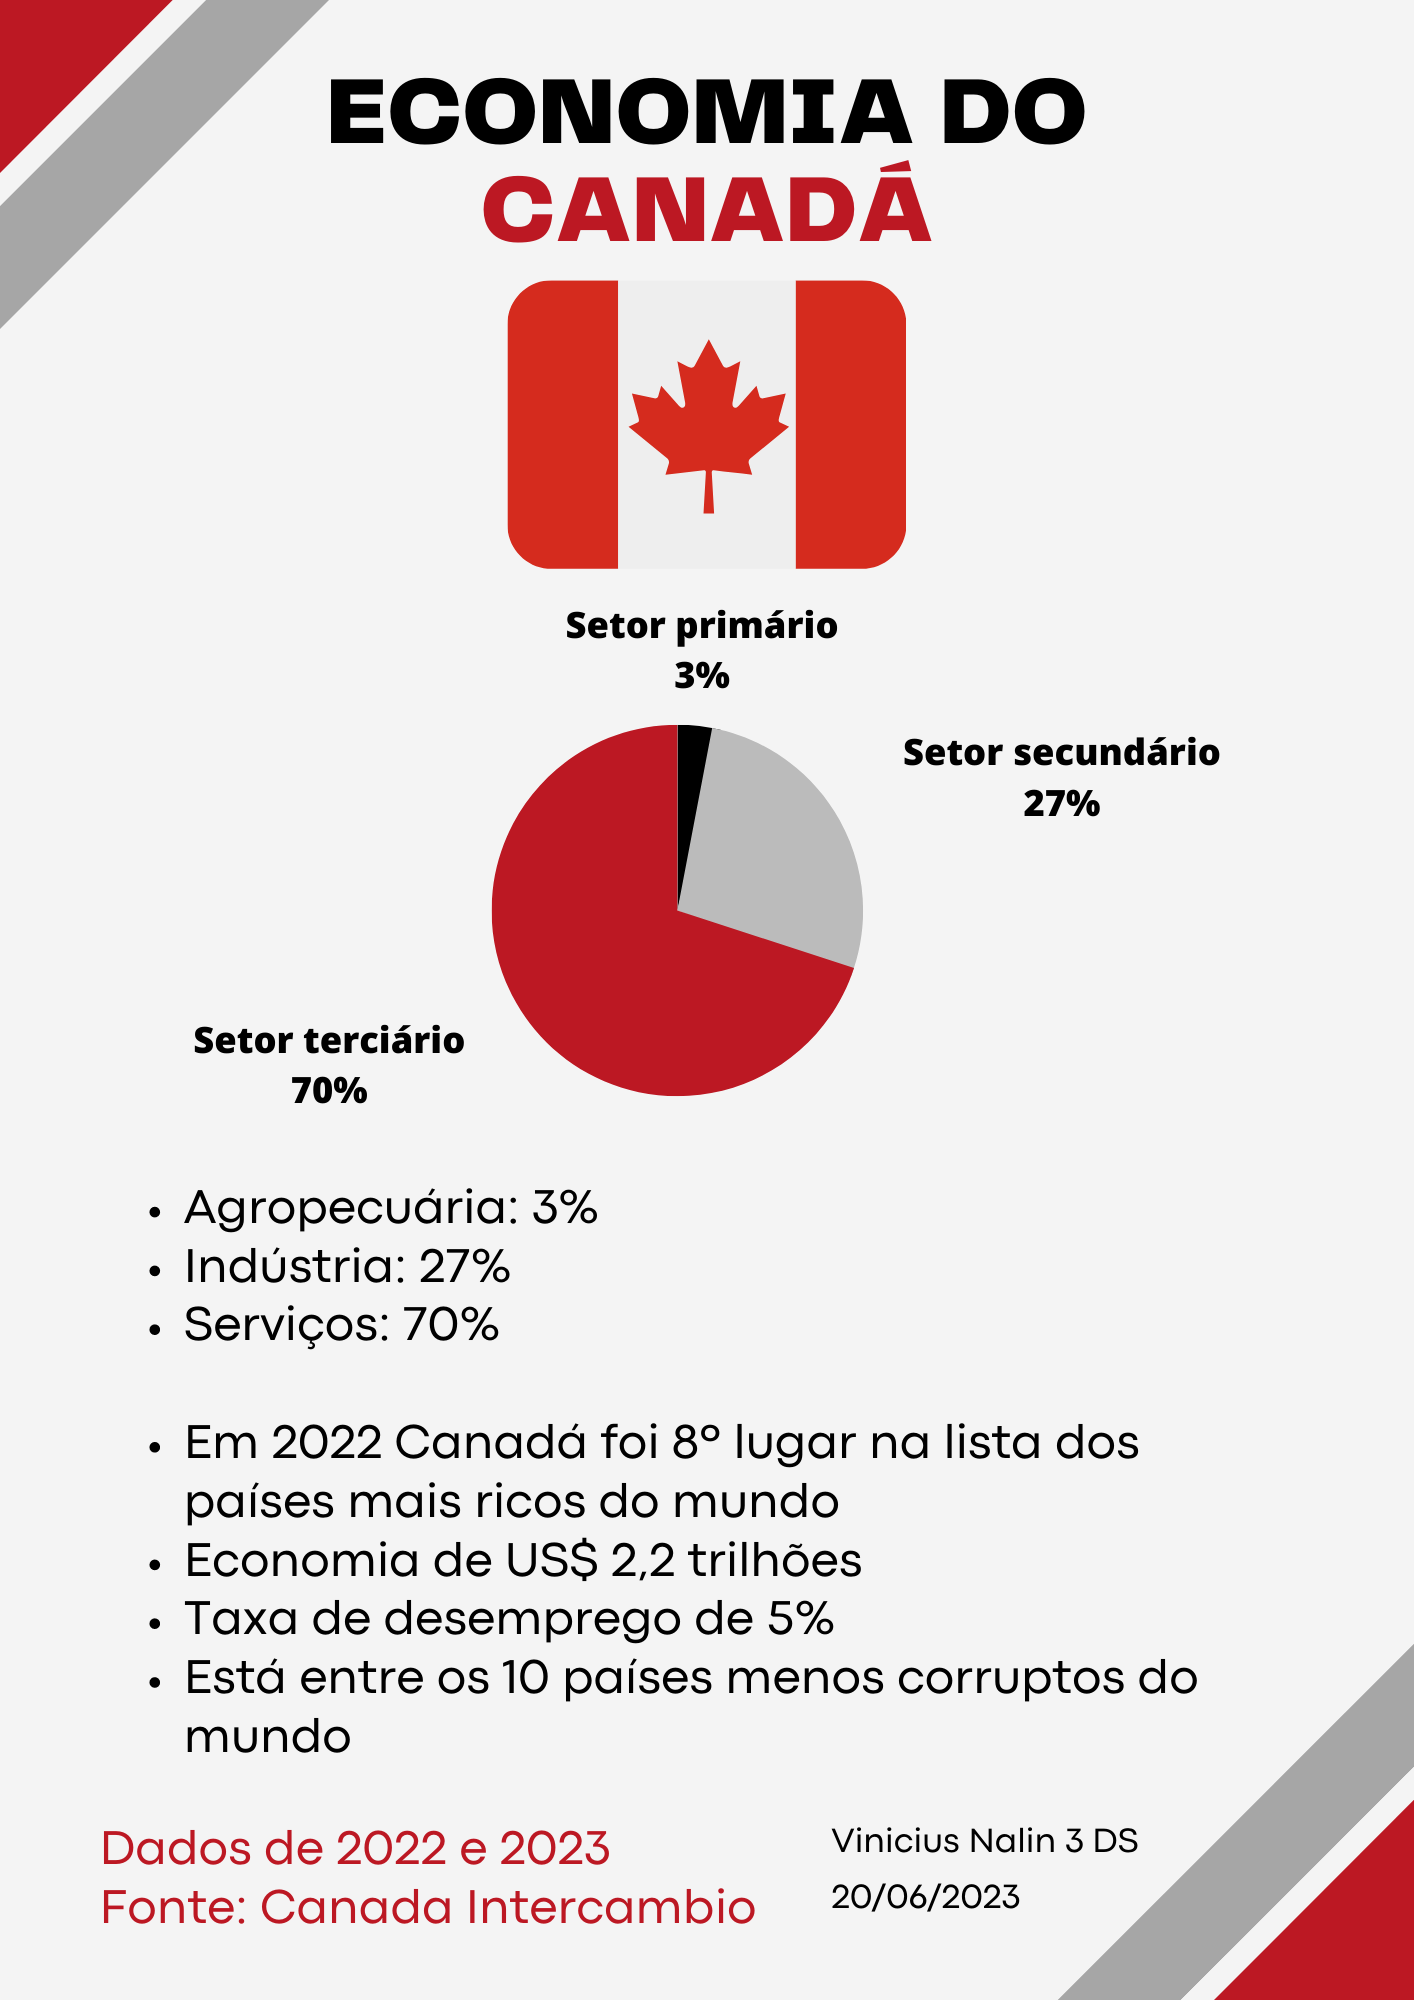 ECONOMIA DO
CANADÁ
Setor primário
3%
Setor secundário
27%
Setor terciário
70%
• Agropecuária: 3%
• Indústria: 27%
• Serviços: 70%
• Em 2022 Canadá foi 8° lugar na lista dos
países mais ricos do mundo
• Economia de US$ 2,2 trilhões
• Taxa de desemprego de 5%
• Está entre os 10 países menos corruptos do
mundo
Dados de 2022 e 2023
Fonte: Canada Intercambio
Vinicius Nalin 3 DS
20/06/2023